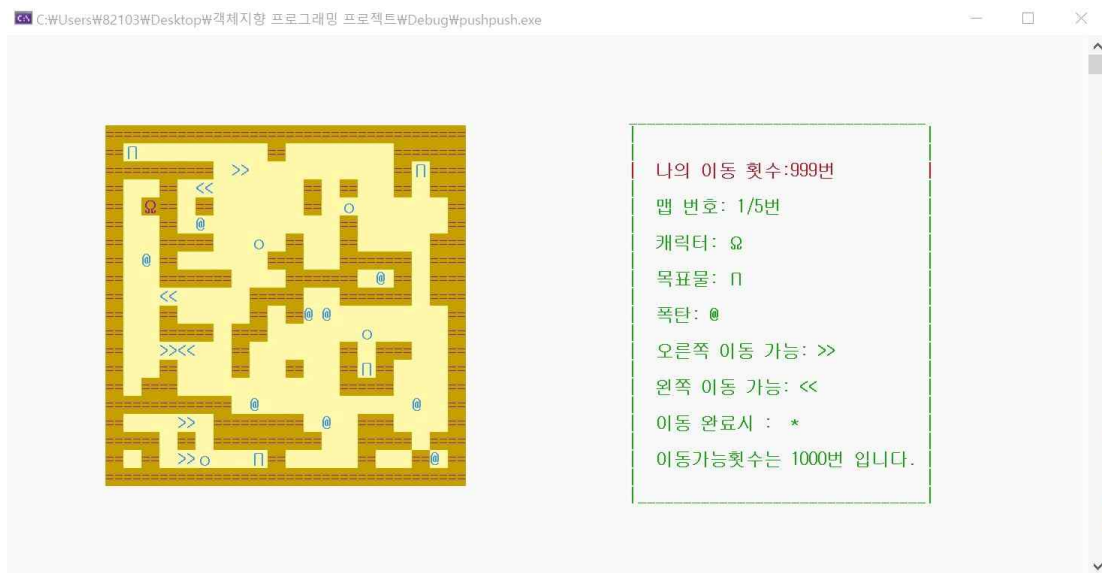 C:₩Users₩82103₩Desktop₩객체지향 프로그래밍 프로젝트₩Debug₩pushpush.exe
나의 이동 횟수:999번
맵 번호: 1/5번
캐릭터: Ω
목표물: Π
폭탄: @
오른쪽 이동 가능: >>
왼쪽 이동 가능: <<
이동 완료시 : *
이동가능횟수는 1000번 입니다.